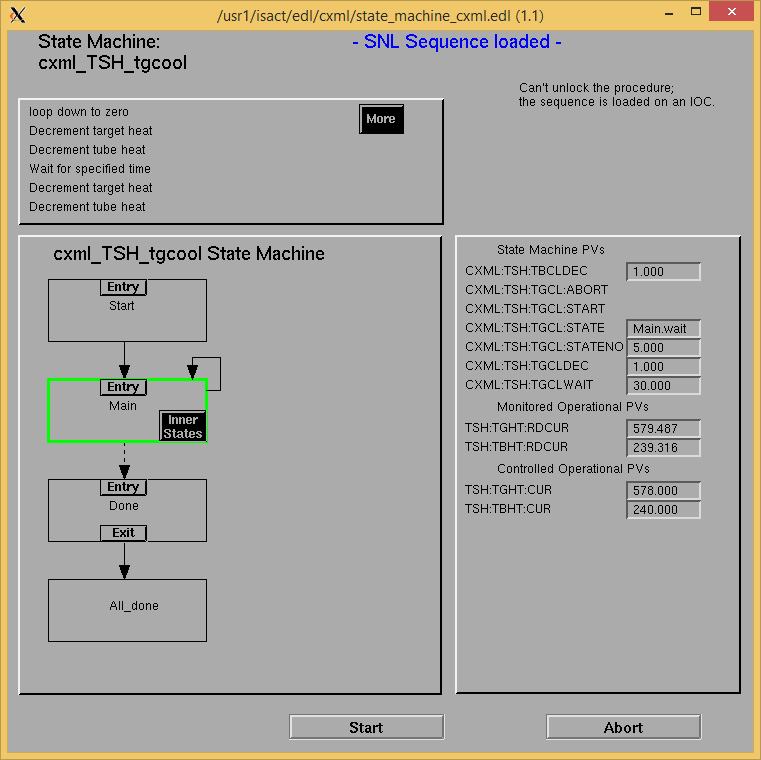 /usr1/isact/edl/cxml/state_machine_cxml.edl (1.1)
State Machine:
- SNL Sequence loaded -
cxml_TSH_tgcool
Can't unlock the procedure;
the sequence is loaded on an IOC.
loop down to zero
More
Decrement target heat
Decrement tube heat
Wait for specified time
Decrement target heat
Decrement tube heat
cxml_TSH_tgcool State Machine
Entry
Start
Entry
Main
Inner
States
Entry
Done
Exit
All_done
State Machine PVs
CXML:TSH:TBCLDEC 1.000
CXML:TSH:TGCL:ABORT
CXML:TSH:TGCL:START
CXML:TSH:TGCL:STATE Main.wait
CXML:TSH:TGCL:STATENO 5.000
CXML:TSH:TGCLDEC 1.000
CXML:TSH:TGCLWAIT 30.000
Monitored Operational PVs
TSH:TGHT:RDCUR 579.487
TSH:TBHT:RDCUR 239.316
Controlled Operational PVs
TSH:TGHT:CUR 578.000
TSH:TBHT:CUR 240.000
Start
Abort